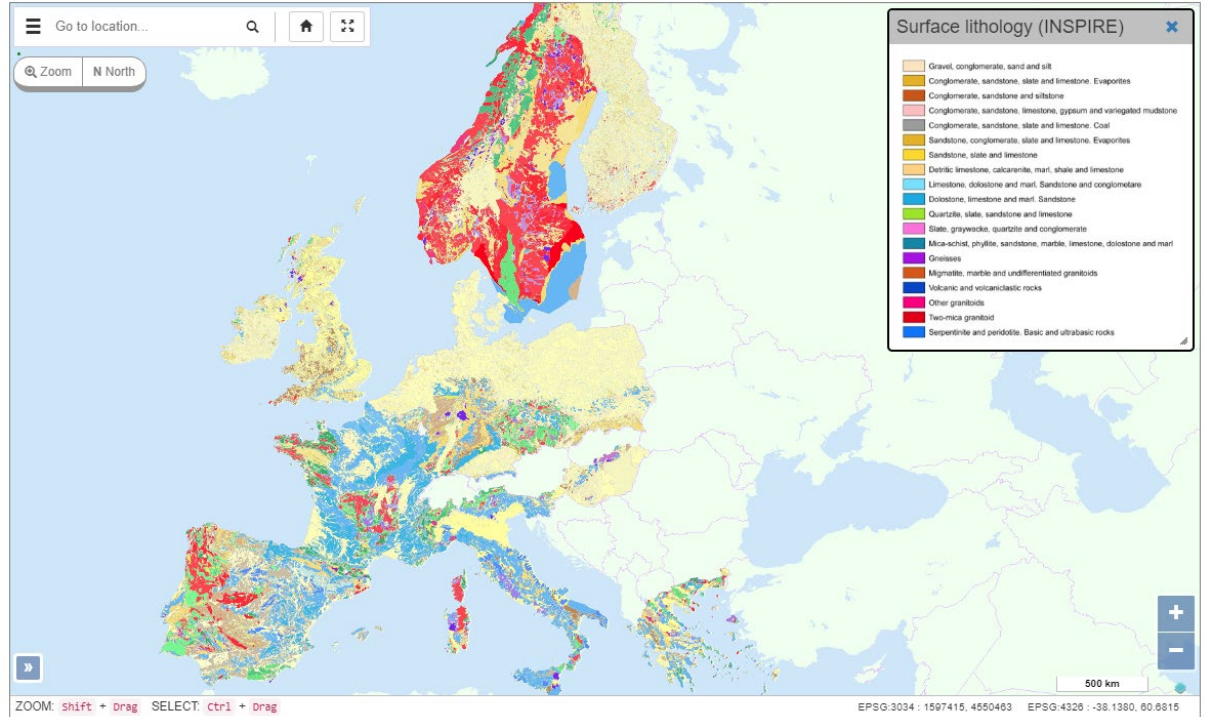 Go to location...
Zoom
N North
Surface lithology (INSPIRE)
Gravel, conglomerate, sand and silt
Conglomerate, sandstone, slate and limestone. Evaporites
Conglomerate, sandstone and siltstone
Conglomerate, sandstone, limestone, gypsum and variegated mudstone
Conglomerate, sandstone, slate and limestone. Coal
Sandstone, conglomerate, slate and limestone. Evaporites
Sandstone, slate and limestone
Detritic limestone, calcarenite, marl, shale and limestone
Limestone, dolostone and marl. Sandstone and conglometare
Dolostone, limestone and marl. Sandstone
Quartzite, slate, sandstone and limestone
Slate, graywacke, quartzite and conglomerate
Mica-schist, phyllite, sandstone, marble, limestone, dolostone and marl
Gneisses
Migmatite, marble and undifferentiated granitoids
Volcanic and volcaniclastic rocks
Other granitoids
Two-mica granitoid
Serpentinite and peridotite. Basic and ultrabasic rocks
500 km
ZOOM: Shift + Drag SELECT: Ctrl + Drag
EPSG:3034 : 1597415, 4550463 EPSG:4326 : -38.1380, 60.6815